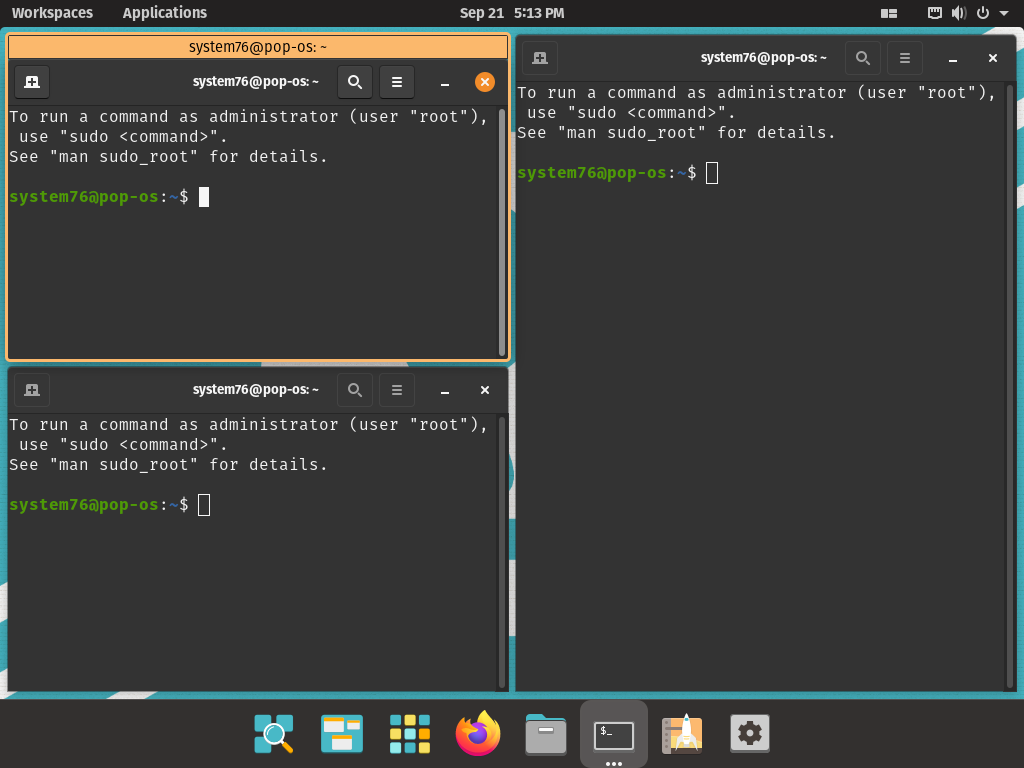 Workspaces Applications Sep 21 5:13 PM
system76@pop-os: ~
system76@pop-os: ~
To run a command as administrator (user "root"),
use "sudo <command>".
See "man sudo_root" for details.
system76@pop-os:~$
system76@pop-os: ~
To run a command as administrator (user "root"),
use "sudo <command>".
See "man sudo_root" for details.
system76@pop-os:~$
system76@pop-os: ~
To run a command as administrator (user "root"),
use "sudo <command>".
See "man sudo_root" for details.
system76@pop-os:~$
$_